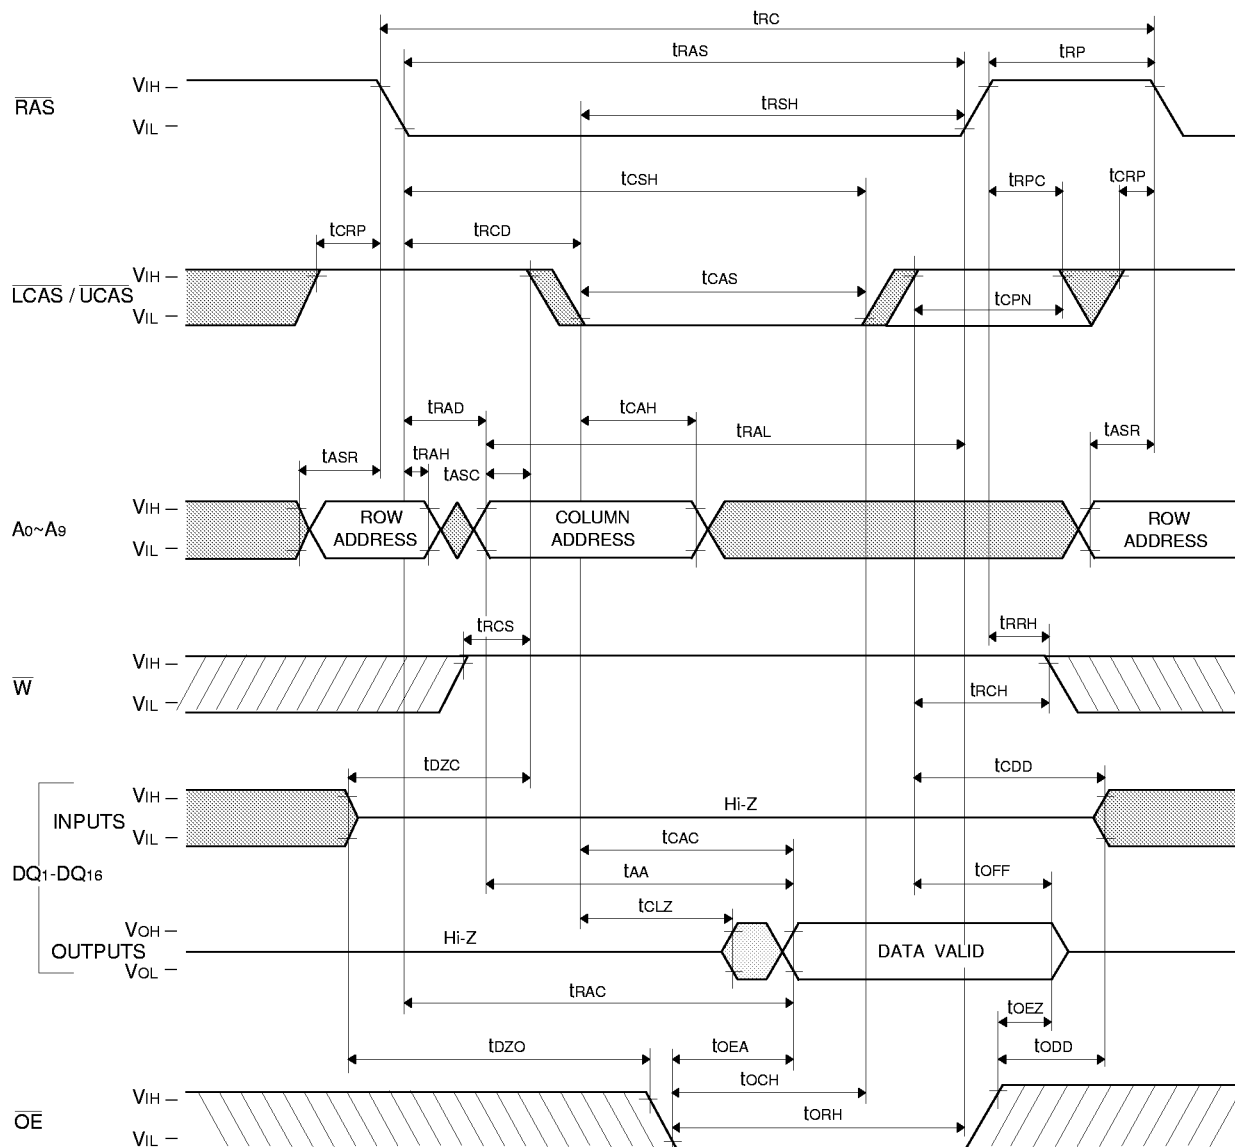 tRC
tRAS
tRP
RAS
VIH
VIL
tRSH
tCSH
tRPC
tCRP
tCRP
tRCD
LCAS / UCAS
VIH
VIL
tCAS
tCPN
tRAD
tCAH
tRAL
tASR
tRAH
tASC
tASR
A0~A9
VIH
VIL
ROW ADDRESS
COLUMN ADDRESS
ROW ADDRESS
tRCS
tRRH
W
VIH
VIL
tRCH
tDZC
tCDD
DQ1-DQ16
INPUTS
VIH
VIL
Hi-Z
tCAC
tAA
tOFF
tCLZ
OUTPUTS
VOH
VOL
Hi-Z
DATA VALID
tRAC
tOEZ
tDZO
tOEA
tODD
tOCH
tORH
OE
VIH
VIL